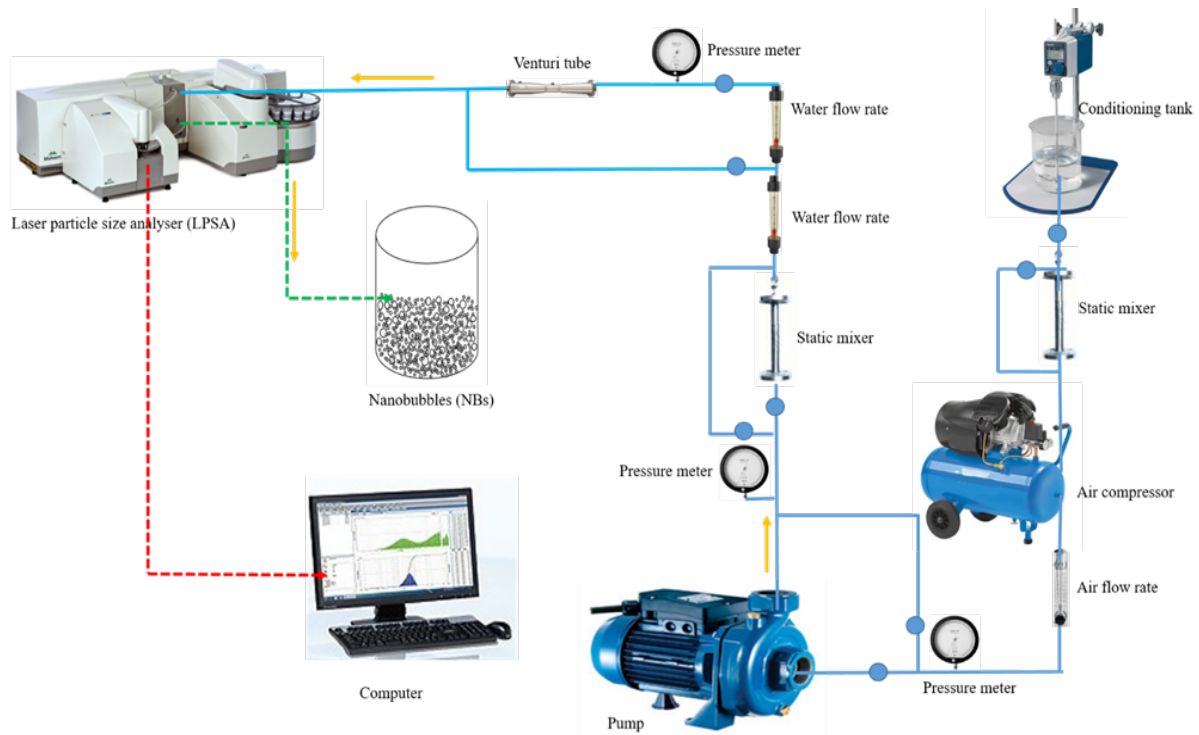 Pressure meter
Venturi tube
Water flow rate
Conditioning tank
Laser particle size analyser (LPSA)
Water flow rate
Static mixer
Static mixer
Nanobubbles (NBs)
Pressure meter
Air compressor
Air flow rate
Computer
Pressure meter
Pump